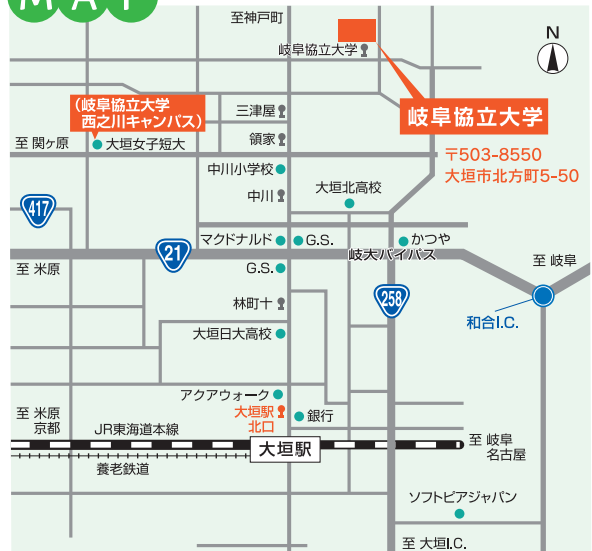 MAP
至神戸町
岐阜協立大学
N
(岐阜協立大学
西之川キャンパス)
三津屋
岐阜協立大学
至 関ヶ原
大垣女子短大
領家
〒503-8550
大垣市北方町5-50
中川小学校
中川
大垣北高校
417
マクドナルド
G.S.
かつや
岐大バイパス
21
至 米原
G.S.
至 岐阜
258
林町十
和合I.C.
大垣日大高校
アクアウォーク
大垣駅
北口
銀行
至 米原
京都
JR東海道本線
大垣駅
至 岐阜
名古屋
養老鉄道
ソフトピアジャパン
至 大垣I.C.